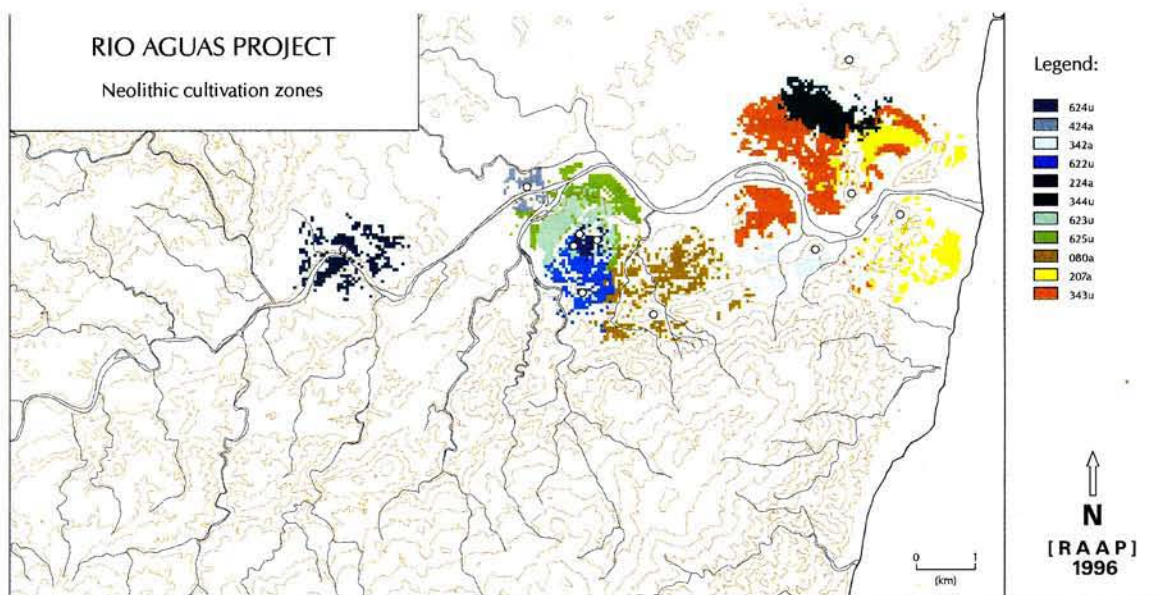 RIO AGUAS PROJECT
Neolithic cultivation zones
Legend:
624u
424a
342a
622u
224a
344u
623u
625u
080a
207a
343u
N
[RAAP]
1996
0 1
(km)